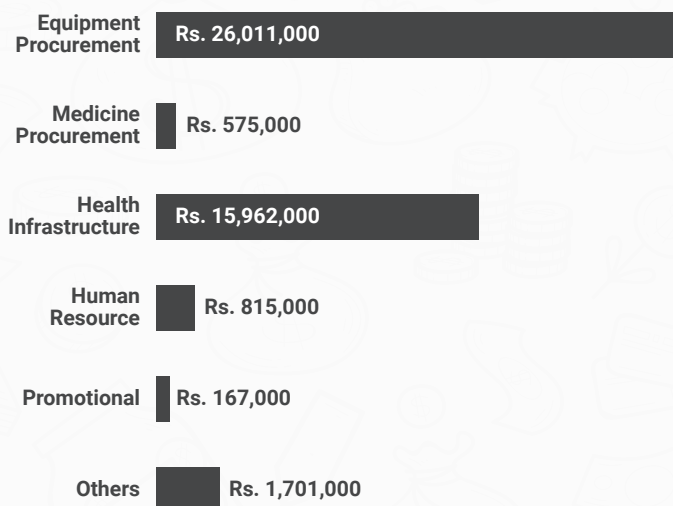 Equipment
Procurement
Rs. 26,011,000
Medicine
Procurement
Rs. 575,000
Health
Infrastructure
Rs. 15,962,000
Human
Resource
Rs. 815,000
Promotional
Rs. 167,000
Others
Rs. 1,701,000